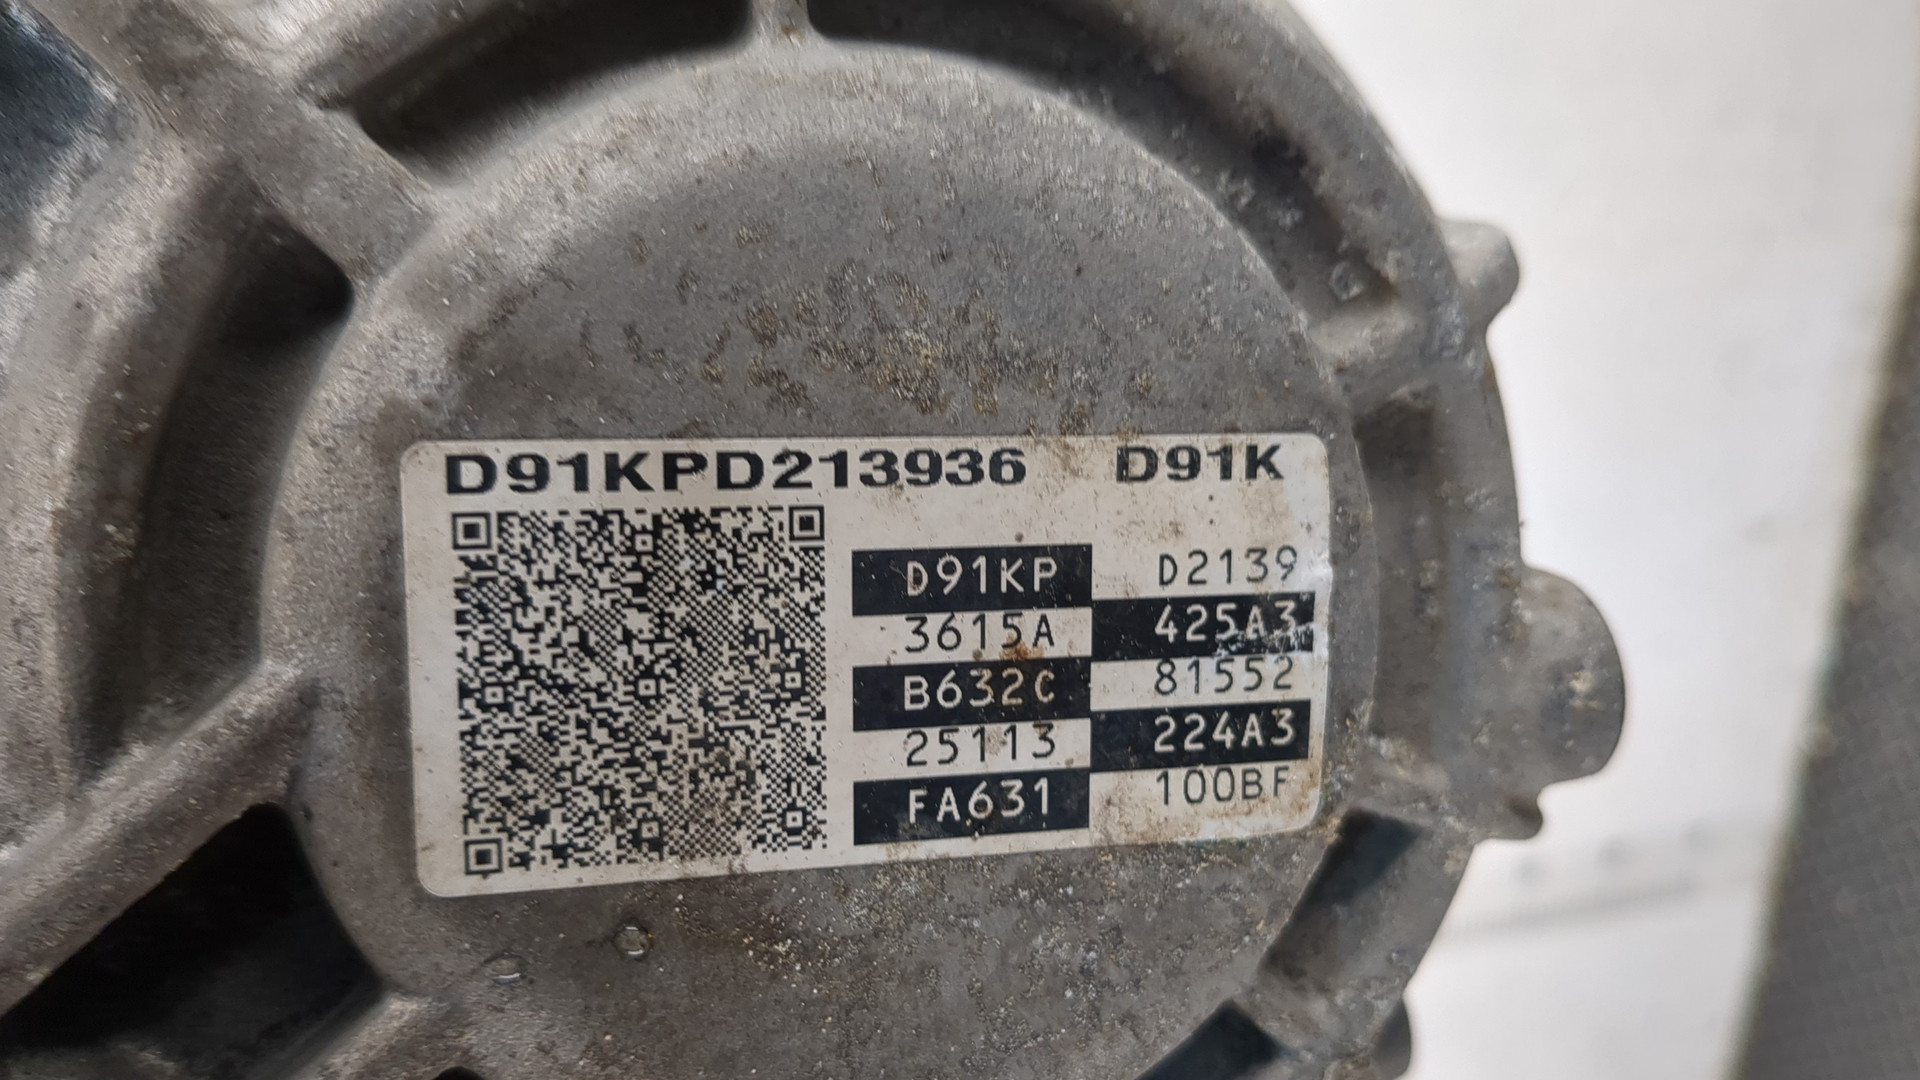 D91KPD213936 D91K
D91KP D2139
3615A 425A3
B632C 81552
25113 224A3
FA631 100BF